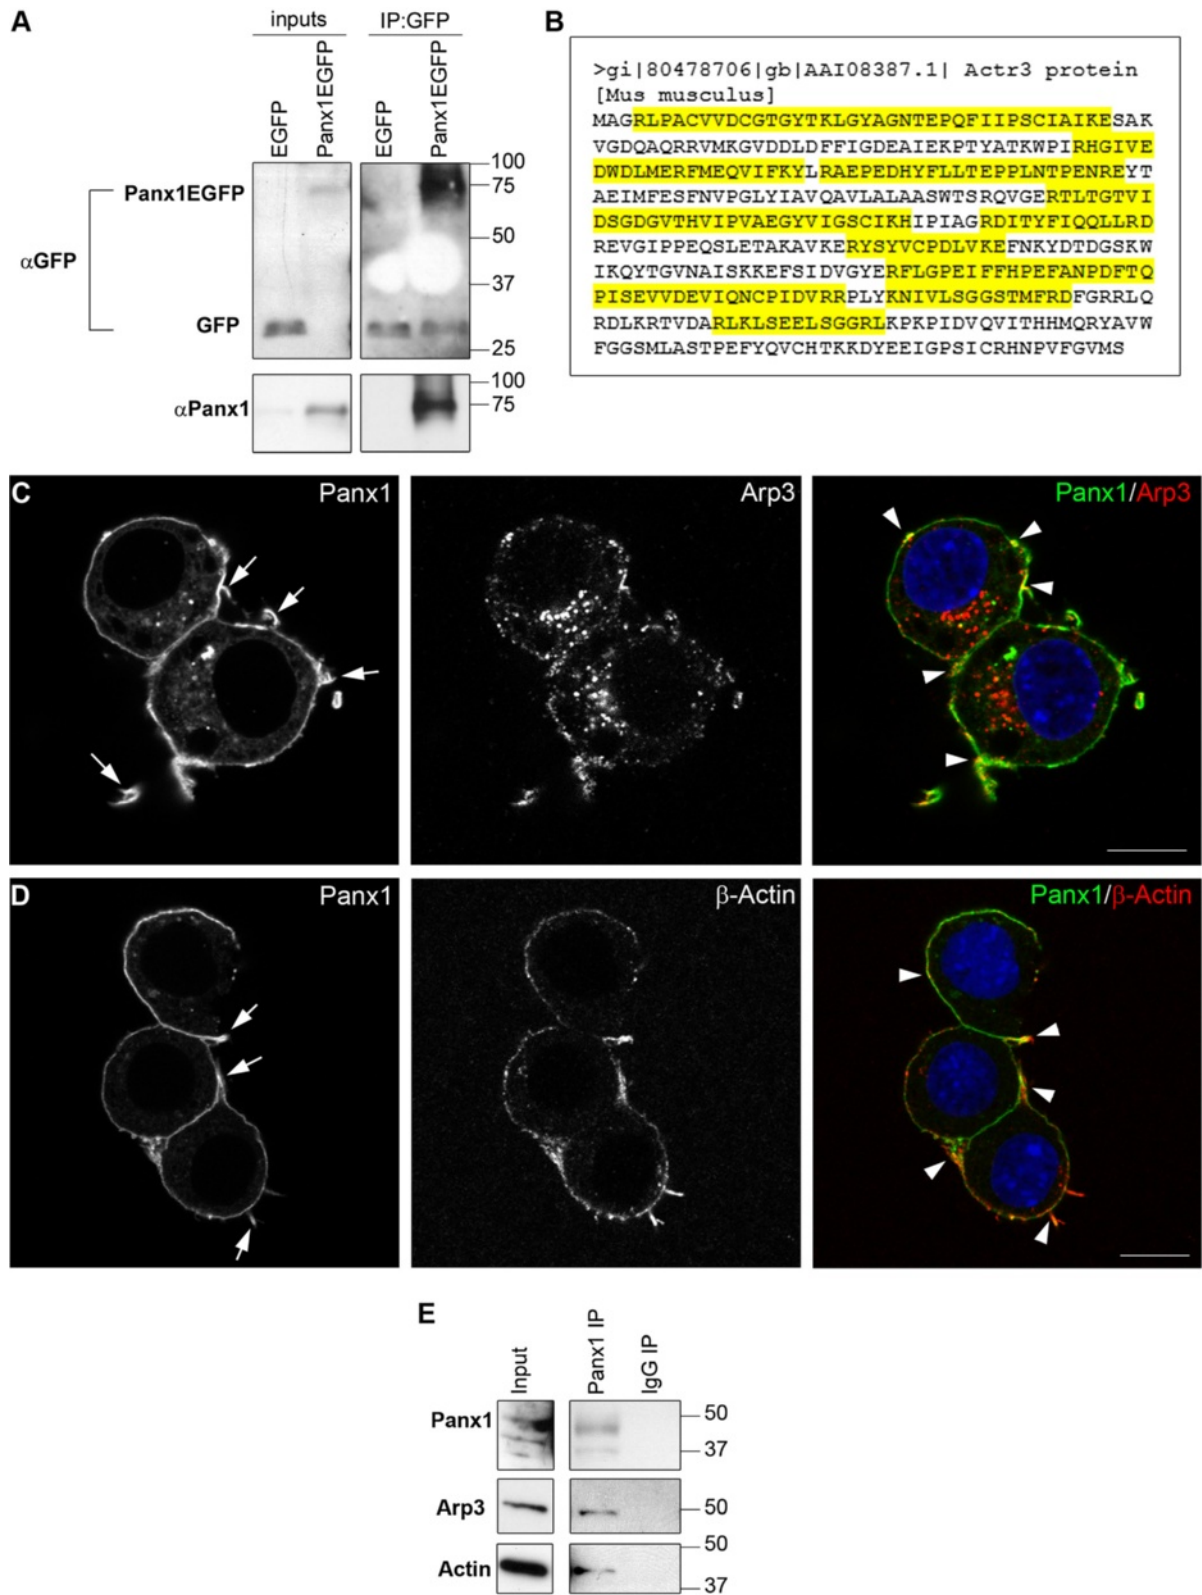 A
inputs
IP:GFP
EGFP
Panx1EGFP
EGFP
Panx1EGFP
Panx1EGFP
αGFP
GFP
100
75
50
37
25
αPanx1
100
75
B
>gi|80478706|gb|AAI08387.1| Actr3 protein
[Mus musculus]
MAGRLPACVVDCGTGYTKLGYAGNTEPQFIIPSCIAIKESAK
VGDQAQRRVMKGVDDLDFFIGDEAIEKPTYATKWPIRHGIVE
DWDLMERFMEQVIFKYLRAEPEDHYFLLTEPPLNTPENREYT
AEIMFESFNVPGLYIAVQAVLALAASWTSRQVGERTLTGTVI
DSGDGVTHVIPVAEGYVIGSCIKHIPIAGRDITYFIQQLLRD
REVGIPPEQSLETAKAVKERYSYVCPDLVKEFNKYDTDGSKW
IKQYTGVNAISKKEFSIDVGYERFLGPEIFFHPEFANPDFTQ
PISEVVDEVIQNCPIDVRRPLYKNIVLSGGSTMFRDFGRRLQ
RDLKRTVDARLKLSEELSGGRLKPKPIDVQVITHHMQRYAVW
FGGSMLASTPEFYQVCHTKKDYEEIGPSICRHNPVFGVMS
C
Panx1
Arp3
Panx1/Arp3
D
Panx1
β-Actin
Panx1/β-Actin
E
Input
Panx1 IP
IgG IP
Panx1
50
37
Arp3
50
Actin
50
37